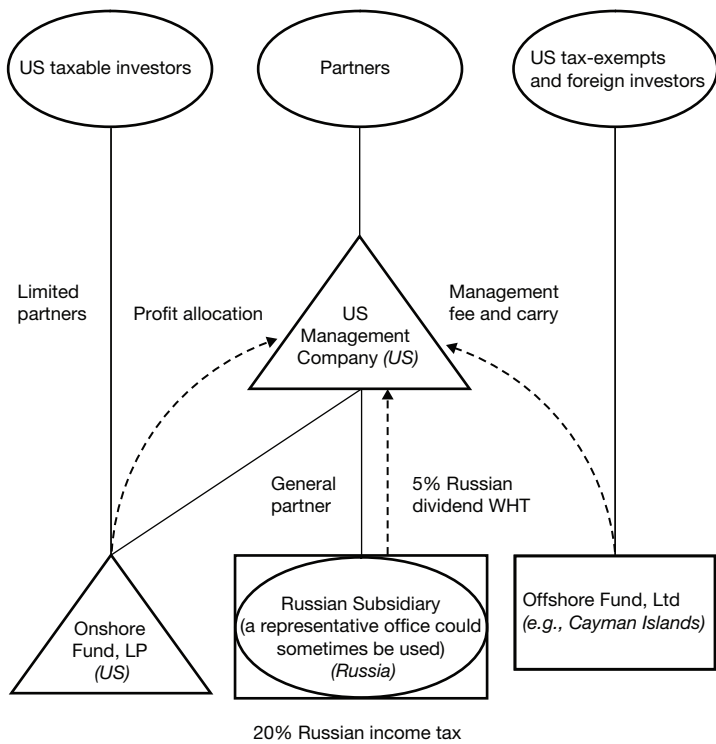 US taxable investors
Partners
US tax-exempts
and foreign investors
Limited
partners
Profit allocation
US
Management
Company (US)
Management
fee and carry
General
partner
5% Russian
dividend WHT
Onshore
Fund, LP
(US)
Russian Subsidiary
(a representative office could
sometimes be used)
(Russia)
Offshore Fund, Ltd
(e.g., Cayman Islands)
20% Russian income tax